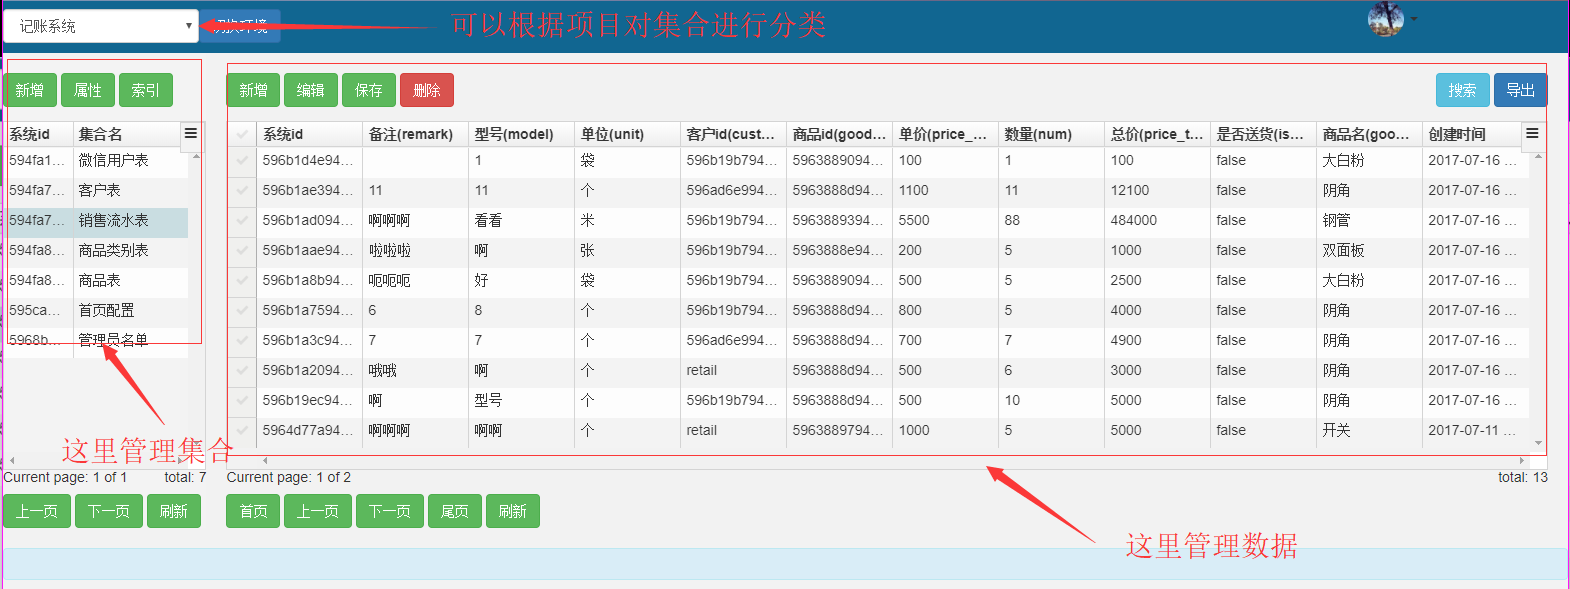 记账系统 切换环境 可以根据项目对集合进行分类
新增 属性 索引 新增 编辑 保存 删除 搜索 导出
系统id 集合名 系统id 备注(remark) 型号(model) 单位(unit) 客户id(cust... 商品id(good... 单价(price_... 数量(num) 总价(price_t... 是否送货(is... 商品名(goo... 创建时间
594fa1... 微信用户表 596b1d4e94... 1 袋 596b19b794... 5963889094... 100 1 100 false 大白粉 2017-07-16 ...
594fa7... 客户表 596b1ae394... 11 11 个 596ad6e994... 5963888d94... 1100 11 12100 false 阴角 2017-07-16 ...
594fa7... 销售流水表 596b1ad094... 啊啊啊 看看 米 596b19b794... 5963889394... 5500 88 484000 false 钢管 2017-07-16 ...
594fa8... 商品类别表 596b1aae94... 啦啦啦 啊 张 596b19b794... 5963888e94... 200 5 1000 false 双面板 2017-07-16 ...
594fa8... 商品表 596b1a8b94... 呃呃呃 好 袋 596b19b794... 5963889094... 500 5 2500 false 大白粉 2017-07-16 ...
595ca... 首页配置 596b1a7594... 6 8 个 596b19b794... 5963888d94... 800 5 4000 false 阴角 2017-07-16 ...
5968b... 管理员名单 596b1a3c94... 7 7 个 596ad6e994... 5963888d94... 700 7 4900 false 阴角 2017-07-16 ...
596b1a2094... 哦哦 啊 个 retail 5963888d94... 500 6 3000 false 阴角 2017-07-16 ...
596b19ec94... 啊 型号 个 596b19b794... 5963888d94... 500 10 5000 false 阴角 2017-07-16 ...
5964d77a94... 啊啊啊 啊啊 个 retail 5963889794... 1000 5 5000 false 开关 2017-07-11 ...
这里管理集合
Current page: 1 of 1 total: 7 Current page: 1 of 2 total: 13
上一页 下一页 刷新 首页 上一页 下一页 尾页 刷新
这里管理数据